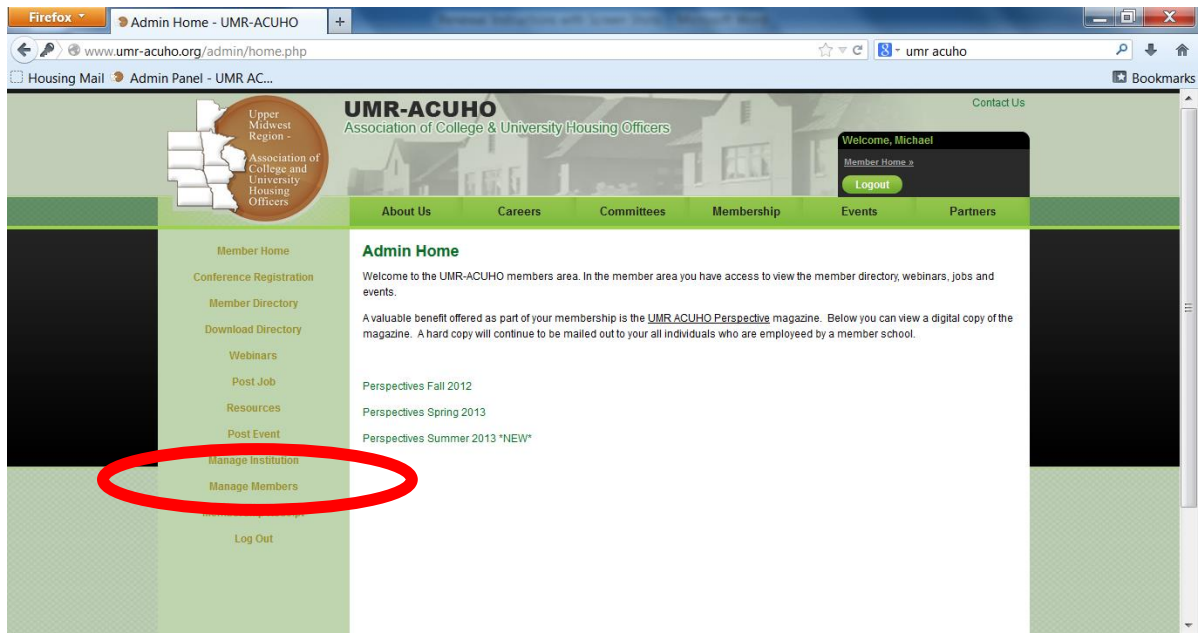 Firefox
Admin Home - UMR-ACUHO
+
www.umr-acuho.org/admin/home.php
umr acuho
Housing Mail
Admin Panel - UMR AC...
Bookmarks
Upper
Midwest
Region -
Association of
College and
University
Housing
Officers
UMR-ACUHO
Association of College & University Housing Officers
Contact Us
Welcome, Michael
Member Home »
Logout
About Us Careers Committees Membership Events Partners
Member Home
Conference Registration
Member Directory
Download Directory
Webinars
Post Job
Resources
Post Event
Manage Institution
Manage Members
Log Out
Admin Home
Welcome to the UMR-ACUHO members area. In the member area you have access to view the member directory, webinars, jobs and
events.
A valuable benefit offered as part of your membership is the UMR ACUHO Perspective magazine. Below you can view a digital copy of the
magazine. A hard copy will continue to be mailed out to your all individuals who are employeed by a member school.
Perspectives Fall 2012
Perspectives Spring 2013
Perspectives Summer 2013 *NEW*